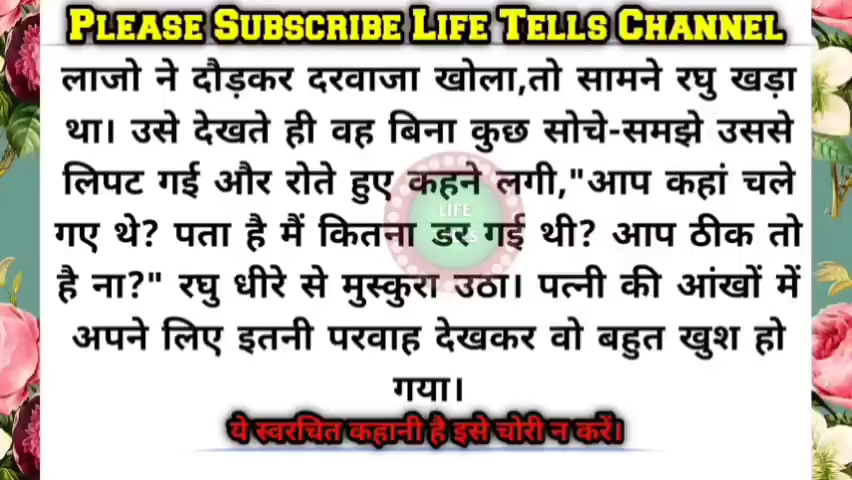 PLEASE SUBSCRIBE LIFE TELLS CHANNEL
लाजो ने दौड़कर दरवाजा खोला,तो सामने रघु खड़ा
था। उसे देखते ही वह बिना कुछ सोचे-समझे उससे
लिपट गई और रोते हुए कहने लगी,"आप कहां चले
गए थे? पता है मैं कितना डर गई थी? आप ठीक तो
है ना?" रघु धीरे से मुस्कुरा उठा। पत्नी की आंखों में
अपने लिए इतनी परवाह देखकर वो बहुत खुश हो
गया।
ये स्वरचित कहानी है इसे चोरी न करें।
LIFE